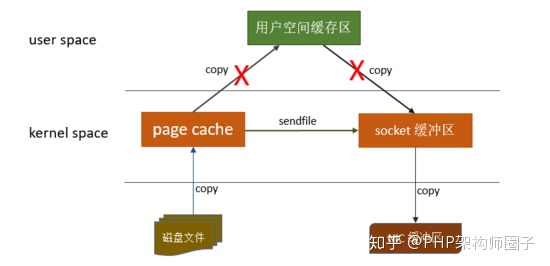 user space
用户空间缓存区
copy
X
X
copy
kernel space
page cache
sendfile
socket 缓冲区
copy
copy
磁盘文件
缓冲区
知乎 @PHP架构师圈子